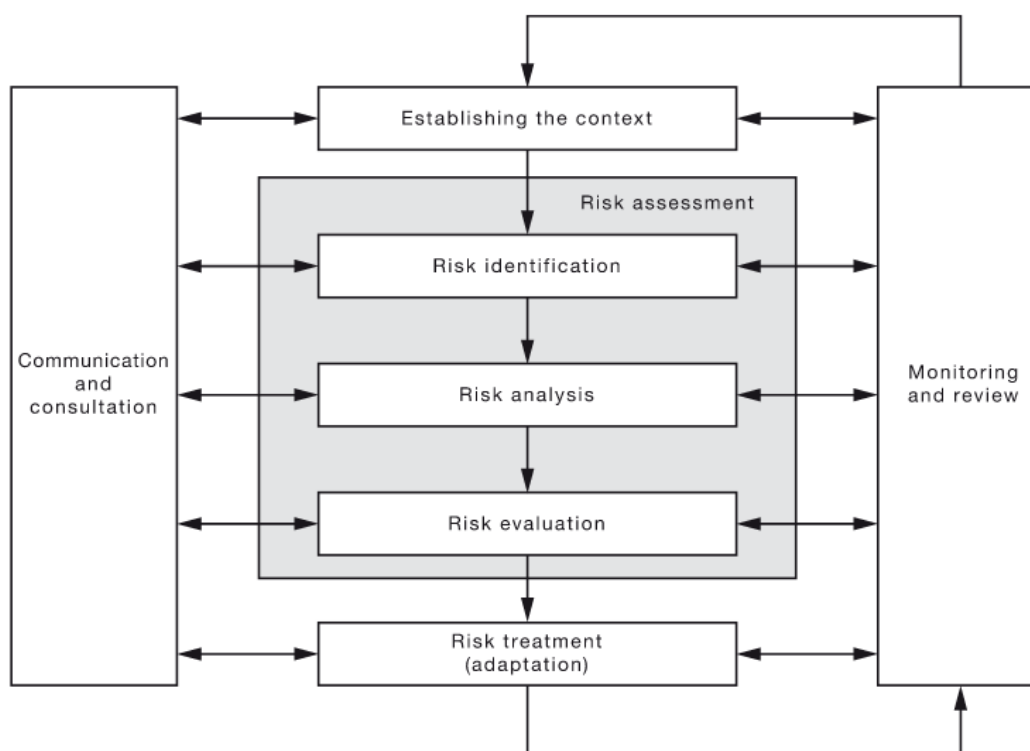 Establishing the context
Risk assessment
Risk identification
Communication
and
consultation
Risk analysis
Monitoring
and review
Risk evaluation
Risk treatment
(adaptation)